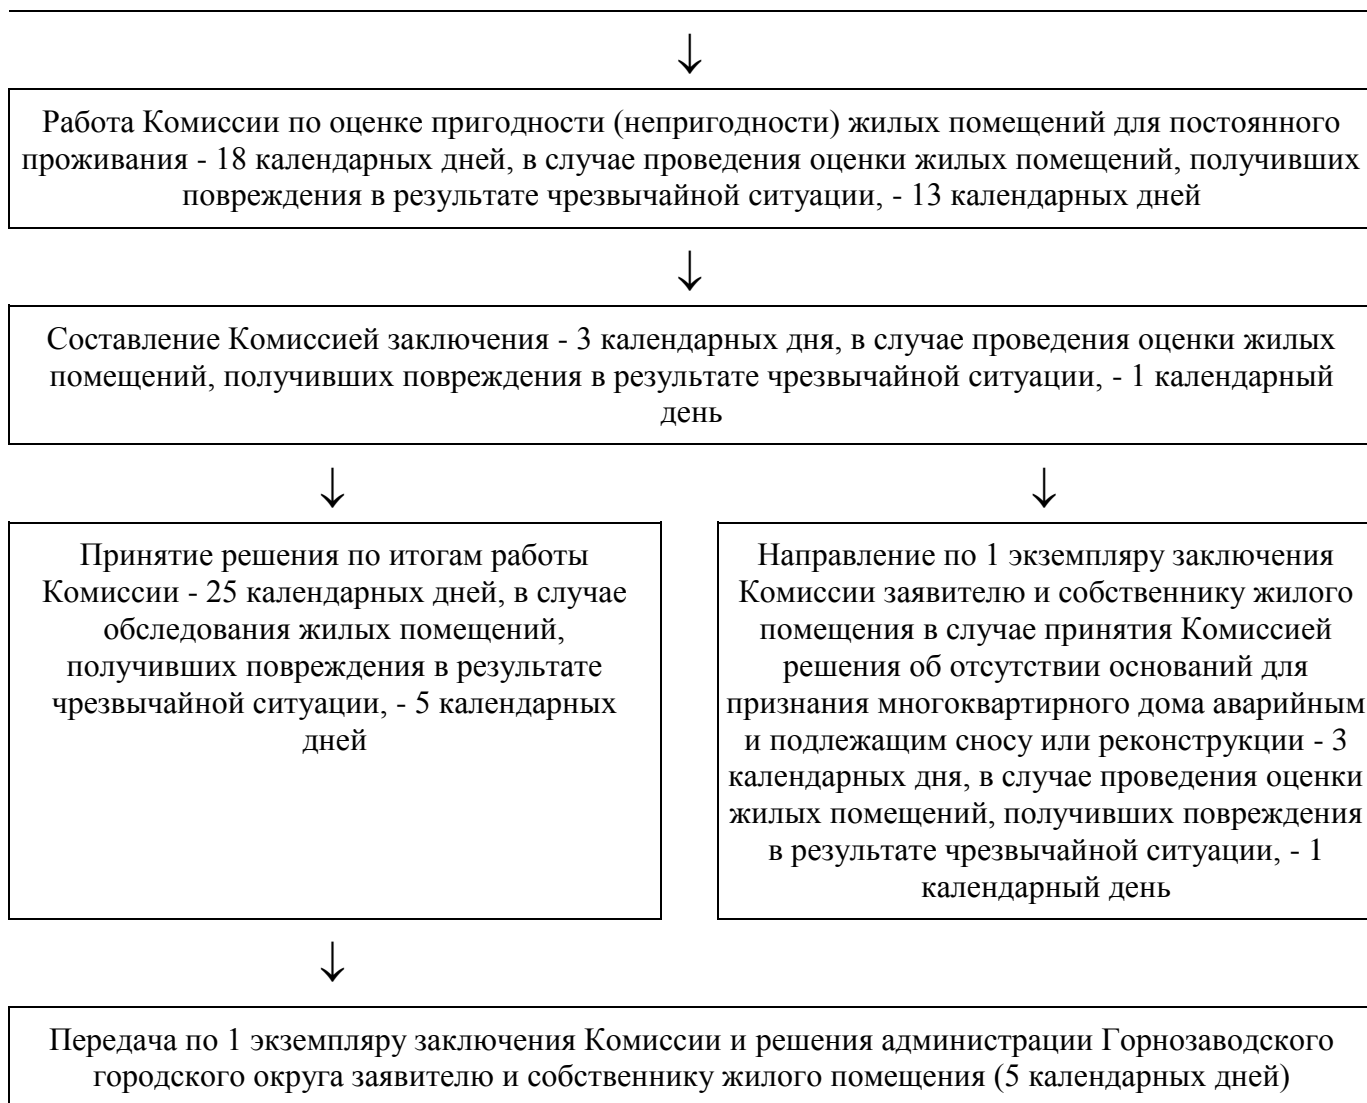 Работа Комиссии по оценке пригодности (непригодности) жилых помещений для постоянного
проживания - 18 календарных дней, в случае проведения оценки жилых помещений, получивших
повреждения в результате чрезвычайной ситуации, - 13 календарных дней
Составление Комиссией заключения - 3 календарных дня, в случае проведения оценки жилых
помещений, получивших повреждения в результате чрезвычайной ситуации, - 1 календарный
день
Принятие решения по итогам работы
Комиссии - 25 календарных дней, в случае
обследования жилых помещений,
получивших повреждения в результате
чрезвычайной ситуации, - 5 календарных
дней
Направление по 1 экземпляру заключения
Комиссии заявителю и собственнику жилого
помещения в случае принятия Комиссией
решения об отсутствии оснований для
признания многоквартирного дома аварийным
и подлежащим сносу или реконструкции - 3
календарных дня, в случае проведения оценки
жилых помещений, получивших повреждения
в результате чрезвычайной ситуации, - 1
календарный день
Передача по 1 экземпляру заключения Комиссии и решения администрации Горнозаводского
городского округа заявителю и собственнику жилого помещения (5 календарных дней)